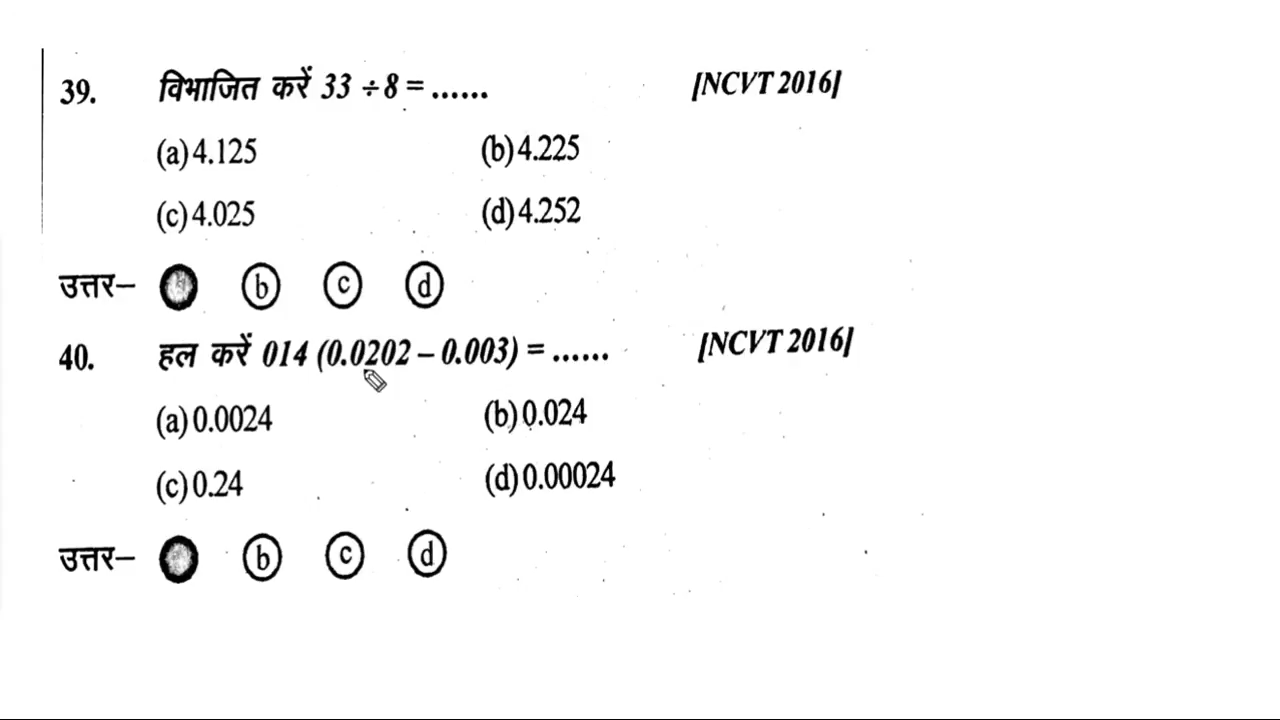 39. विभाजित करें 33 ÷ 8 = ...... [NCVT 2016]
(a) 4.125 (b) 4.225
(c) 4.025 (d) 4.252
उत्तर– b c d
40. हल करें 014 (0.0202 – 0.003) = ...... [NCVT 2016]
(a) 0.0024 (b) 0.024
(c) 0.24 (d) 0.00024
उत्तर– b c d